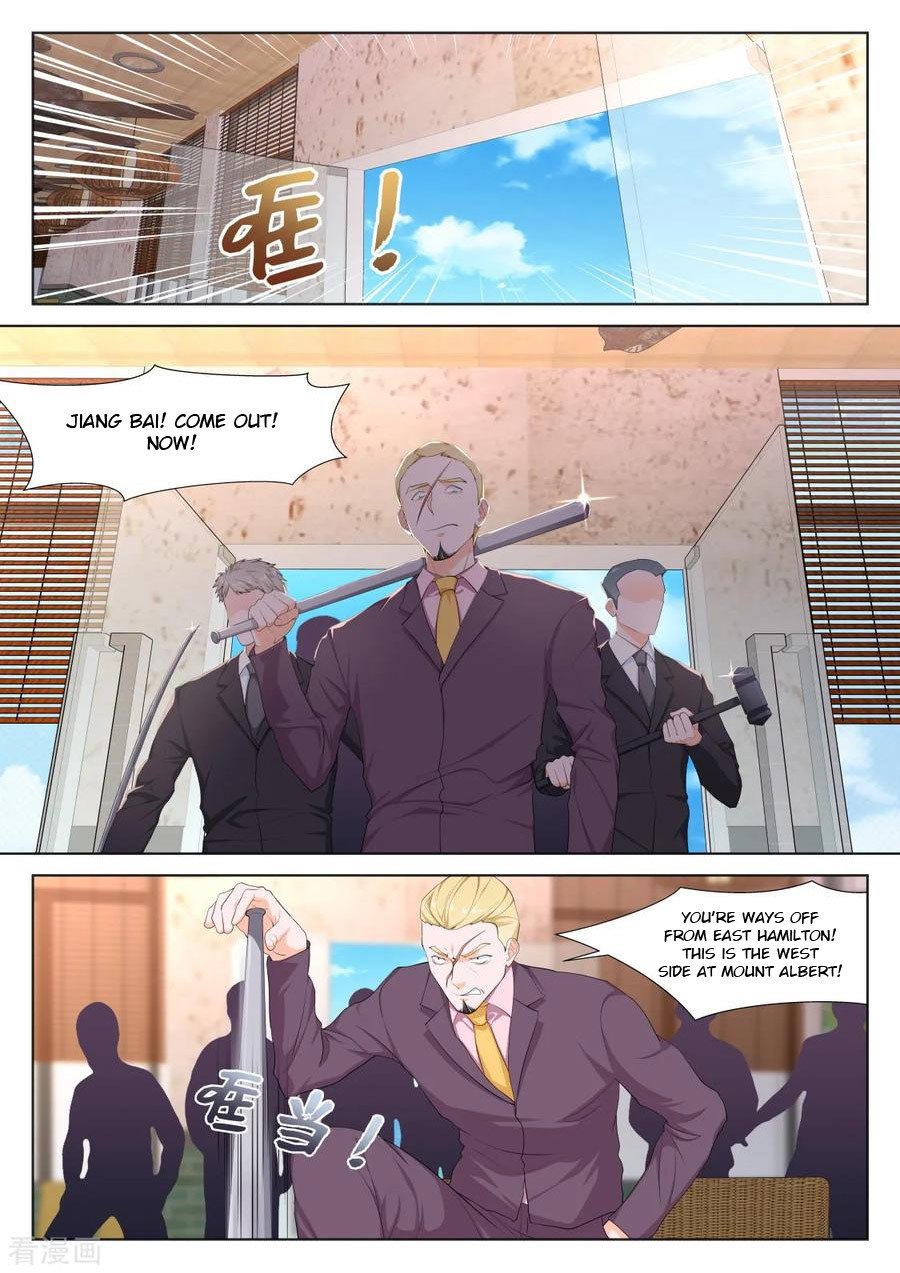 哐！
JIANG BAI! COME OUT!
NOW!
YOU'RE WAYS OFF
FROM EAST HAMILTON!
THIS IS THE WEST
SIDE AT MOUNT ALBERT!
哐当！
看漫画